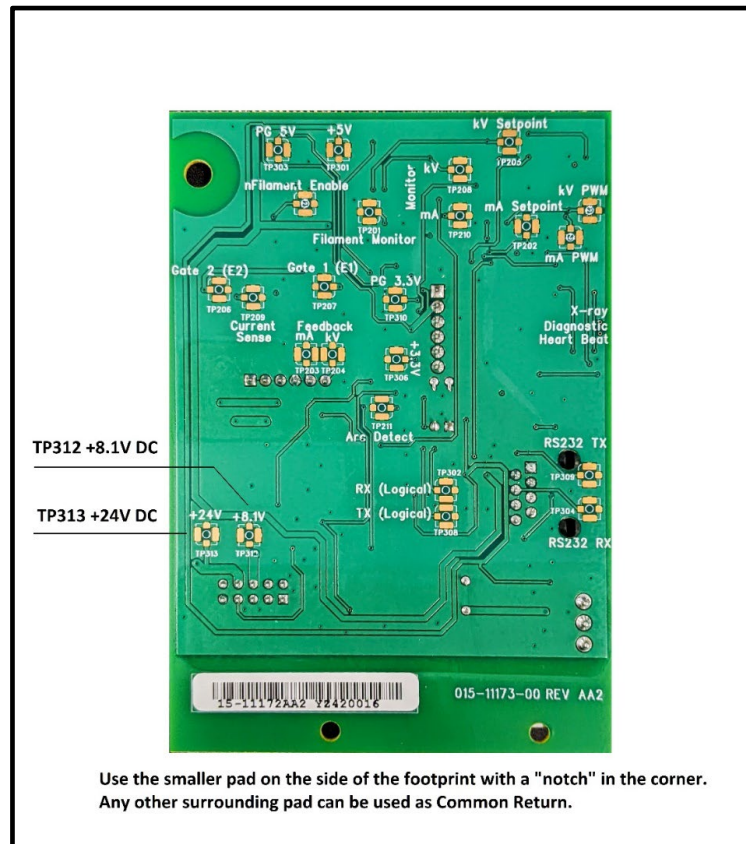 kV Setpoint
TP205
PG 5V
+5V
TP303
TP301
kV
TP208
Monitor
nFilament Enable
kV PWM
TP201
Filament Monitor
mA
TP210
mA Setpoint
TP202
mA PWM
Gate 2 (E2)
Gate 1 (E1)
TP206
TP209
TP207
PG 3.3V
TP310
Current
Sense
Feedback
mA kV
TP203 TP204
+3.3V
TP306
X-ray
Diagnostic
Heart Beat
TP211
Arc Detect
RS232 TX
TP309
TP302
RX (Logical)
TX (Logical)
TP308
TP304
RS232 RX
TP312 +8.1V DC
TP313 +24V DC
+24V
+8.1V
TP313
TP312
15-11172AA2 YZ420016
015-11173-00 REV AA2
Use the smaller pad on the side of the footprint with a "notch" in the corner.
Any other surrounding pad can be used as Common Return.